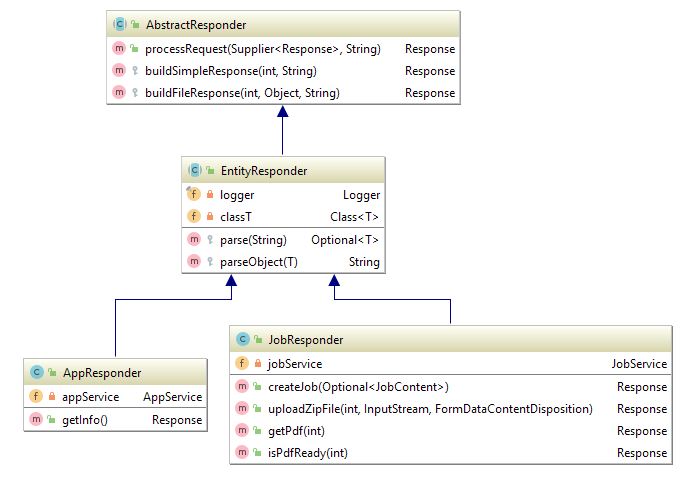 AbstractResponder
processRequest(Supplier<Response>, String) Response
buildSimpleResponse(int, String) Response
buildFileResponse(int, Object, String) Response
EntityResponder
logger Logger
classT Class<T>
parse(String) Optional<T>
parseObject(T) String
AppResponder
appService AppService
getInfo() Response
JobResponder
jobService JobService
createJob(Optional<JobContent>) Response
uploadZipFile(int, InputStream, FormDataContentDisposition) Response
getPdf(int) Response
isPdfReady(int) Response